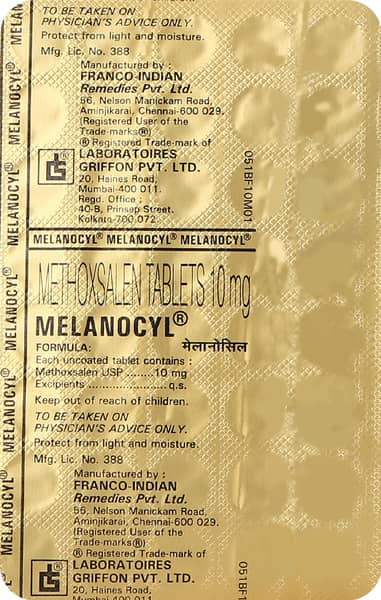 TO BE TAKEN ON
PHYSICIAN'S ADVICE ONLY.
Protect from light and moisture.
Mfg. Lic. No. 388
Manufactured by :
FRANCO-INDIAN
Remedies Pvt. Ltd.
56, Nelson Manickam Road,
Aminjikarai, Chennai-600 029.
(Registered User of the
Trade-marks®)
® Registered Trade-mark of
LABORATOIRES
GRIFFON PVT. LTD.
20, Haines Road,
Mumbai-400 011.
Regd. Office :
40-B, Prinsep Street,
Kolkata-700 072.
MELANOCYL® MELANOCYL® MELANOCYL®
METHOXSALEN TABLETS 10 mg
MELANOCYL®
FORMULA: मेलानोसिल
Each uncoated tablet contains :
Methoxsalen USP ........10 mg
Excipients ......................q.s.
Keep out of reach of children.
TO BE TAKEN ON
PHYSICIAN'S ADVICE ONLY.
Protect from light and moisture.
Mfg. Lic. No. 388
Manufactured by :
FRANCO-INDIAN
Remedies Pvt. Ltd.
56, Nelson Manickam Road,
Aminjikarai, Chennai-600 029.
(Registered User of the
Trade-marks®)
® Registered Trade-mark of
LABORATOIRES
GRIFFON PVT. LTD.
20, Haines Road,
Mumbai-400 011.
MELANOCYL® MELANOCYL® MELANOCYL® MELANOCYL®
051BF10M01
051BF1